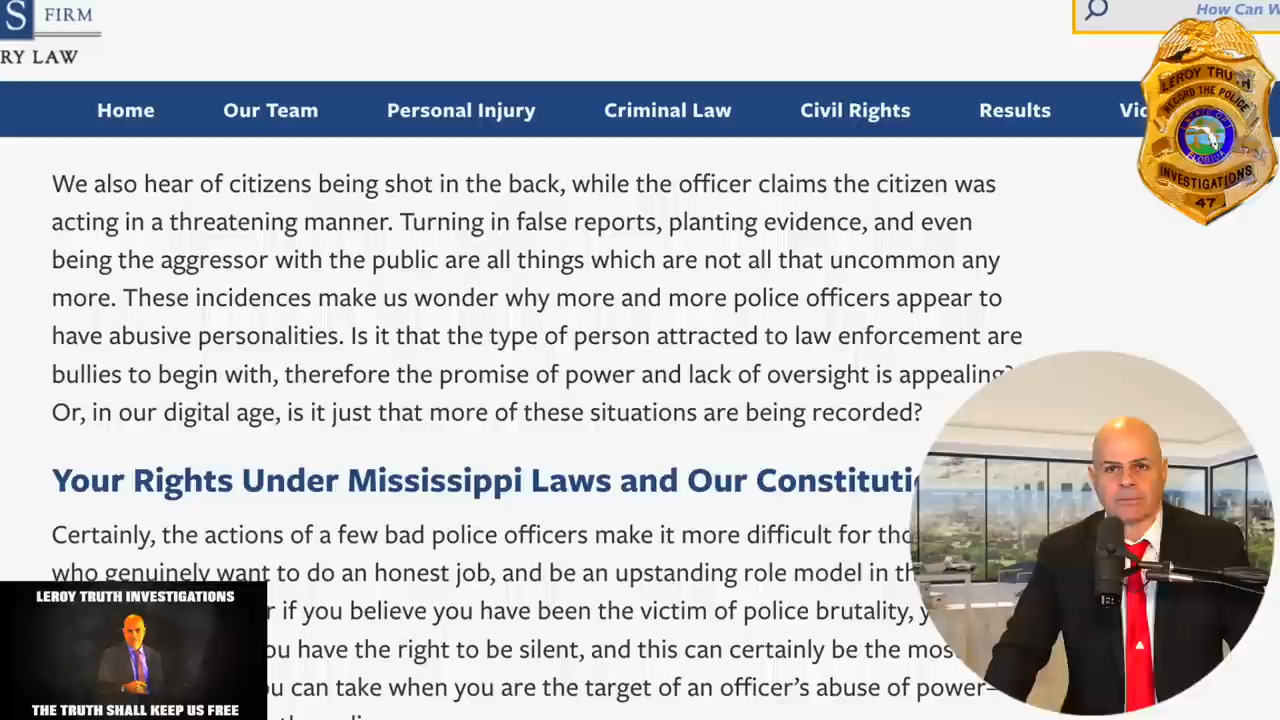 S FIRM
RY LAW
How Can W
Home Our Team Personal Injury Criminal Law Civil Rights Results Vic
LEROY TRUTH
RECORD THE POLICE
STATE OF
FLORIDA
INVESTIGATIONS
47
We also hear of citizens being shot in the back, while the officer claims the citizen was
acting in a threatening manner. Turning in false reports, planting evidence, and even
being the aggressor with the public are all things which are not all that uncommon any
more. These incidences make us wonder why more and more police officers appear to
have abusive personalities. Is it that the type of person attracted to law enforcement are
bullies to begin with, therefore the promise of power and lack of oversight is appealing?
Or, in our digital age, is it just that more of these situations are being recorded?
Your Rights Under Mississippi Laws and Our Constituti
Certainly, the actions of a few bad police officers make it more difficult for tho
who genuinely want to do an honest job, and be an upstanding role model in th
r if you believe you have been the victim of police brutality, y
ou have the right to be silent, and this can certainly be the mos
u can take when you are the target of an officer's abuse of power—
LEROY TRUTH INVESTIGATIONS
THE TRUTH SHALL KEEP US FREE